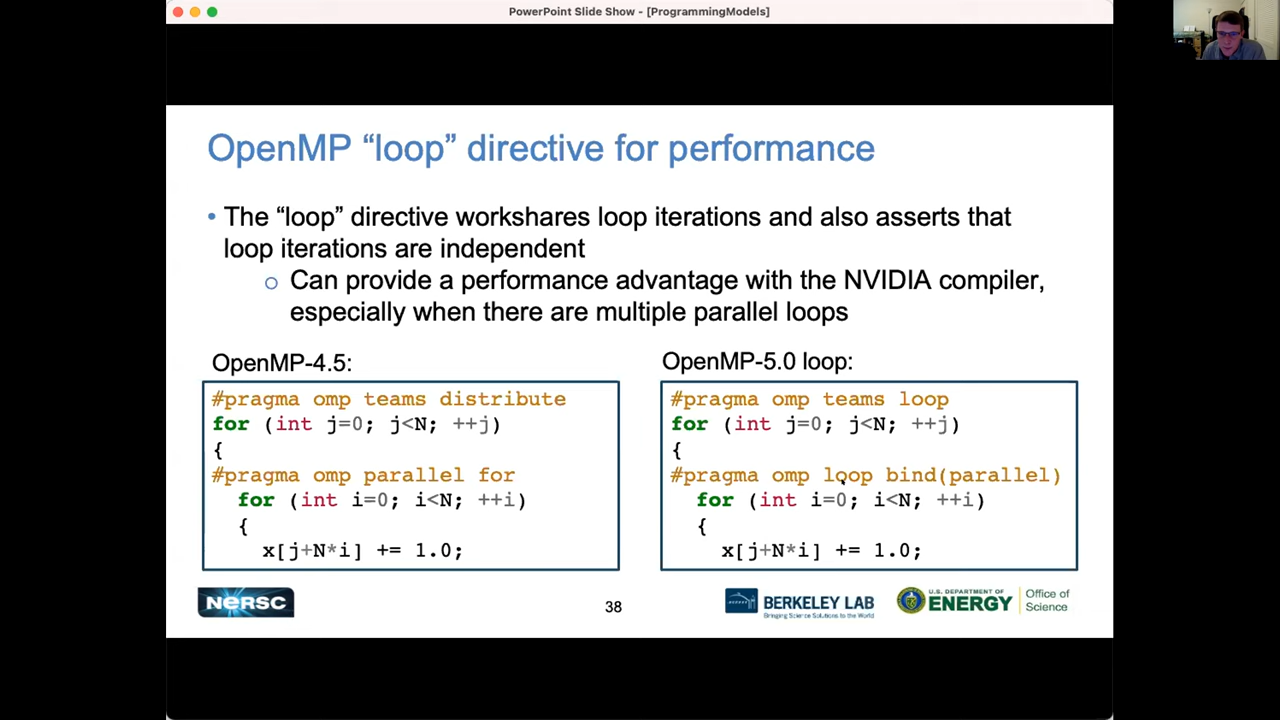 PowerPoint Slide Show - [ProgrammingModels]
OpenMP “loop” directive for performance
• The “loop” directive workshares loop iterations and also asserts that
loop iterations are independent
o Can provide a performance advantage with the NVIDIA compiler,
especially when there are multiple parallel loops
OpenMP-4.5:
#pragma omp teams distribute
for (int j=0; j<N; ++j)
{
#pragma omp parallel for
for (int i=0; i<N; ++i)
{
x[j+N*i] += 1.0;
OpenMP-5.0 loop:
#pragma omp teams loop
for (int j=0; j<N; ++j)
{
#pragma omp loop bind(parallel)
for (int i=0; i<N; ++i)
{
x[j+N*i] += 1.0;
NERSC
38
BERKELEY LAB
Bringing Science Solutions to the World
U.S. DEPARTMENT OF
ENERGY
Office of
Science